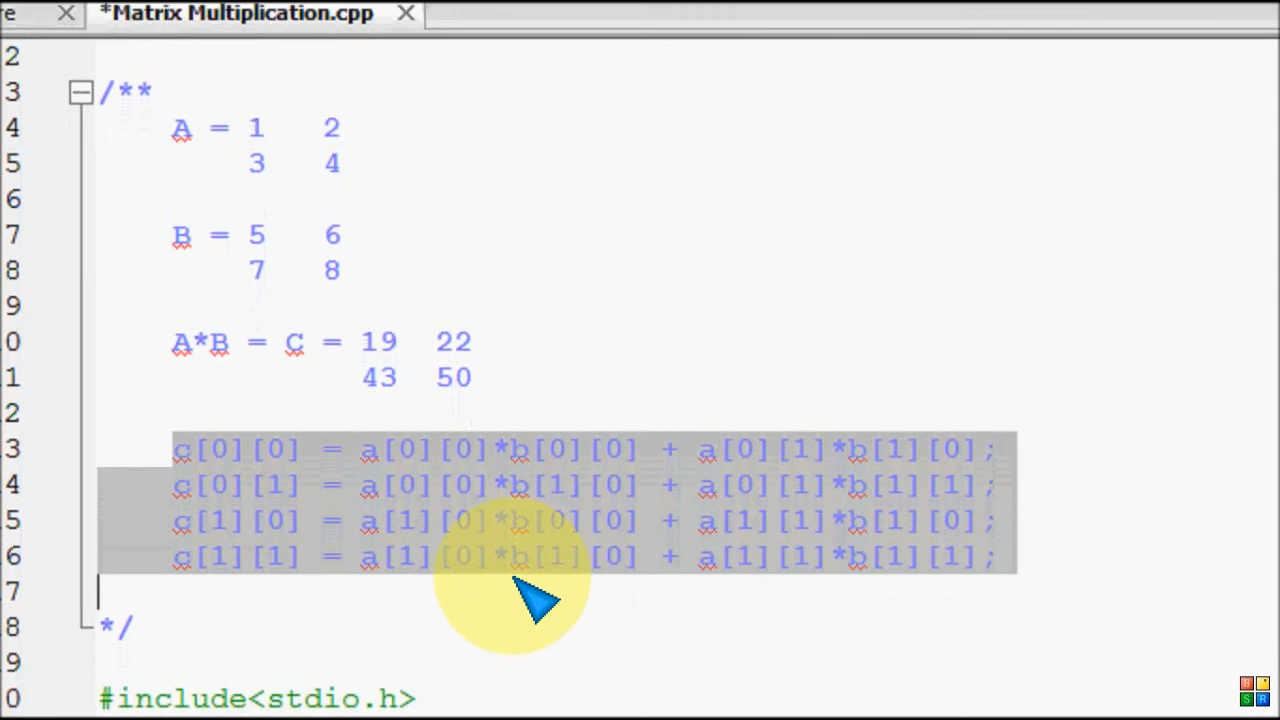 e
*Matrix Multiplication.cpp
2
3 /**
4 A = 1 2
5 3 4
6
7 B = 5 6
8 7 8
9
0 A*B = C = 19 22
1 43 50
2
3 c[0][0] = a[0][0]*b[0][0] + a[0][1]*b[1][0];
4 c[0][1] = a[0][0]*b[1][0] + a[0][1]*b[1][1];
5 c[1][0] = a[1][0]*b[0][0] + a[1][1]*b[1][0];
6 c[1][1] = a[1][0]*b[1][0] + a[1][1]*b[1][1];
7
8 */
9
0 #include<stdio.h>